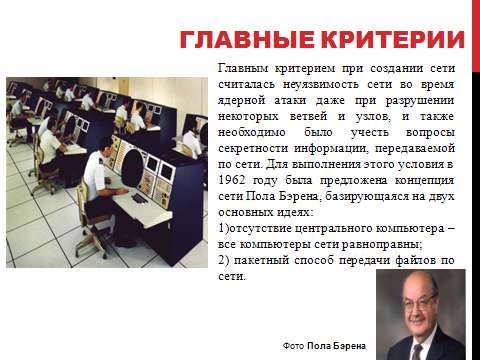 ГЛАВНЫЕ КРИТЕРИИ
Главным критерием при создании сети
считалась неуязвимость сети во время
ядерной атаки даже при разрушении
некоторых ветвей и узлов, и также
необходимо было учесть вопросы
секретности информации, передаваемой
по сети. Для выполнения этого условия в
1962 году была предложена концепция
сети Пола Бэрена, базирующаяся на двух
основных идеях:
1)отсутствие центрального компьютера –
все компьютеры сети равноправны;
2) пакетный способ передачи файлов по
сети.
Фото Пола Бэрена